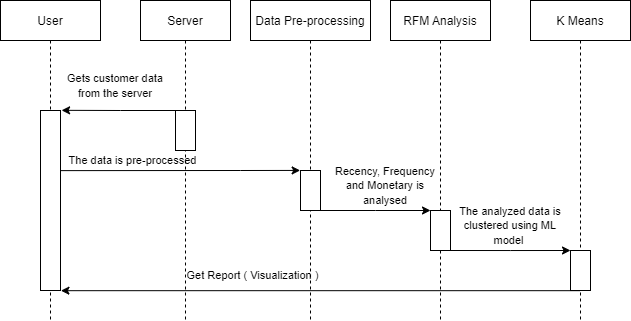 User
Server
Data Pre-processing
RFM Analysis
K Means
Gets customer data
from the server
The data is pre-processed
Recency, Frequency
and Monetary is
analysed
The analyzed data is
clustered using ML
model
Get Report ( Visualization )